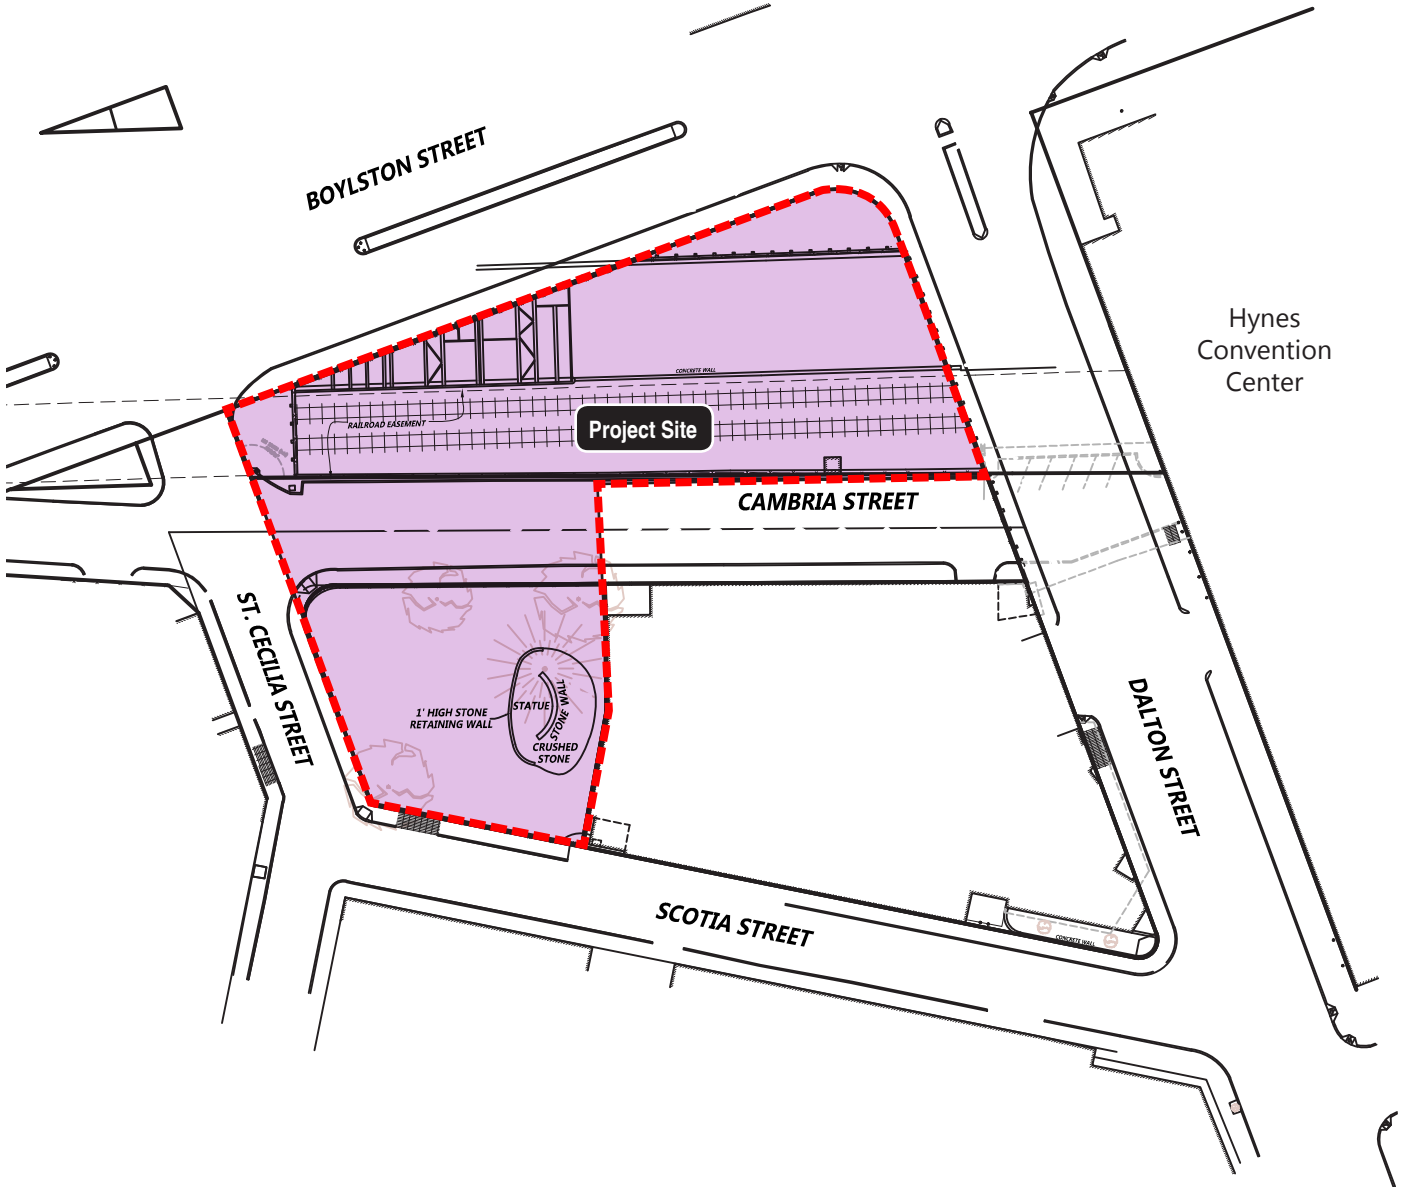 BOYLSTON STREET
Hynes
Convention
Center
CONCRETE WALL
RAILROAD EASEMENT
Project Site
CAMBRIA STREET
ST. CECILIA STREET
1' HIGH STONE
RETAINING WALL
STATUE
STONE WALL
CRUSHED
STONE
DALTON STREET
SCOTIA STREET
CONCRETE WALL